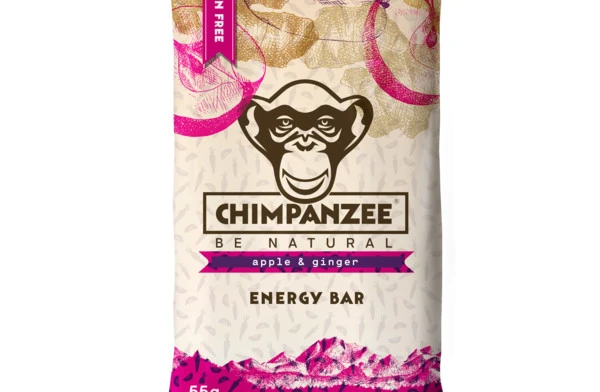 N FREE
CHIMPANZEE®
BE NATURAL
apple & ginger
ENERGY BAR
55g